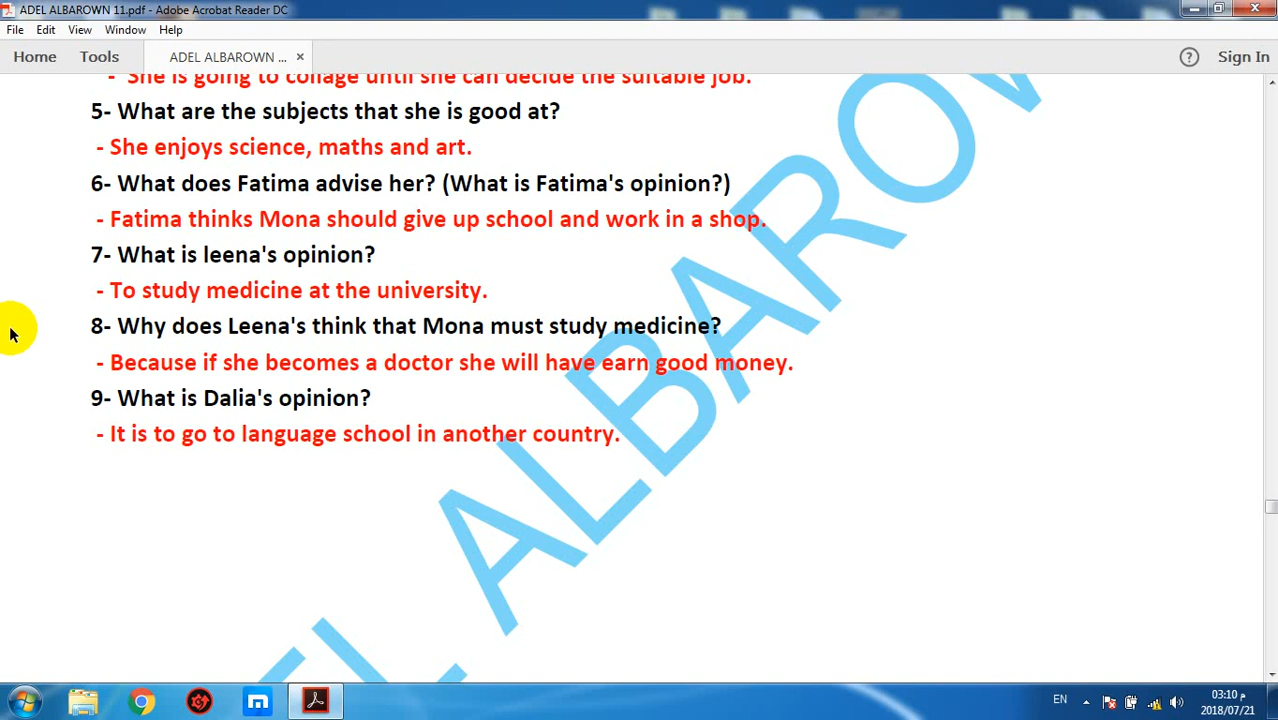 ADEL ALBAROWN 11.pdf - Adobe Acrobat Reader DC
File Edit View Window Help
Home Tools ADEL ALBAROWN ... × ? Sign In
- She is going to collage until she can decide the suitable job.
5- What are the subjects that she is good at?
- She enjoys science, maths and art.
6- What does Fatima advise her? (What is Fatima's opinion?)
- Fatima thinks Mona should give up school and work in a shop.
7- What is leena's opinion?
- To study medicine at the university.
8- Why does Leena's think that Mona must study medicine?
- Because if she becomes a doctor she will have earn good money.
9- What is Dalia's opinion?
- It is to go to language school in another country.
EL ALBAROW
EN
03:10 م
2018/07/21